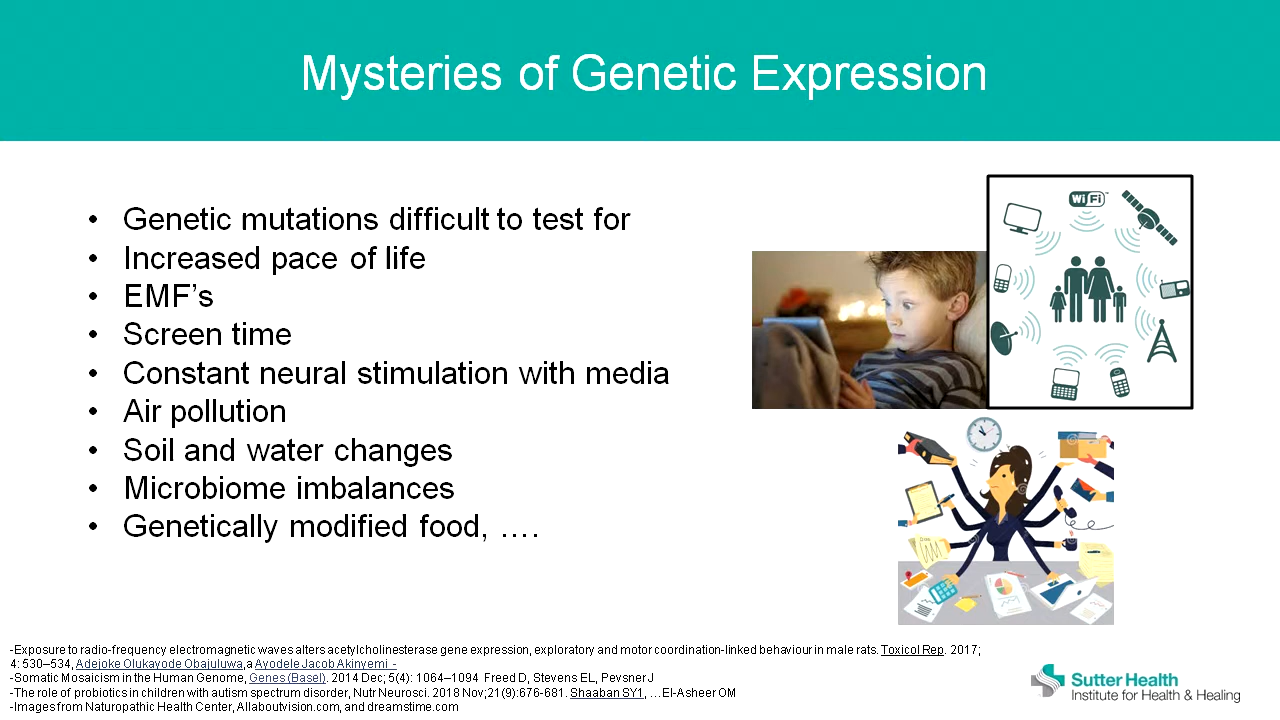 Mysteries of Genetic Expression
• Genetic mutations difficult to test for
• Increased pace of life
• EMF’s
• Screen time
• Constant neural stimulation with media
• Air pollution
• Soil and water changes
• Microbiome imbalances
• Genetically modified food, ….
WiFi™
-Exposure to radio-frequency electromagnetic waves alters acetylcholinesterase gene expression, exploratory and motor coordination-linked behaviour in male rats. Toxicol Rep. 2017;
4: 530–534, Adejoke Olukayode Obajuluwa,a Ayodele Jacob Akinyemi -
-Somatic Mosaicism in the Human Genome, Genes (Basel). Dec; 5(4): 1064–1094 Freed D, Stevens EL, Pevsner J
-The role of probiotics in children with autism spectrum disorder, Nutr Neurosci. 2018 Nov;21(9):676-681. Shaaban SY1, …El-Asheer OM
-Images from Naturopathic Health Center, Allaboutvision.com, and dreamstime.com
Sutter Health
Institute for Health & Healing